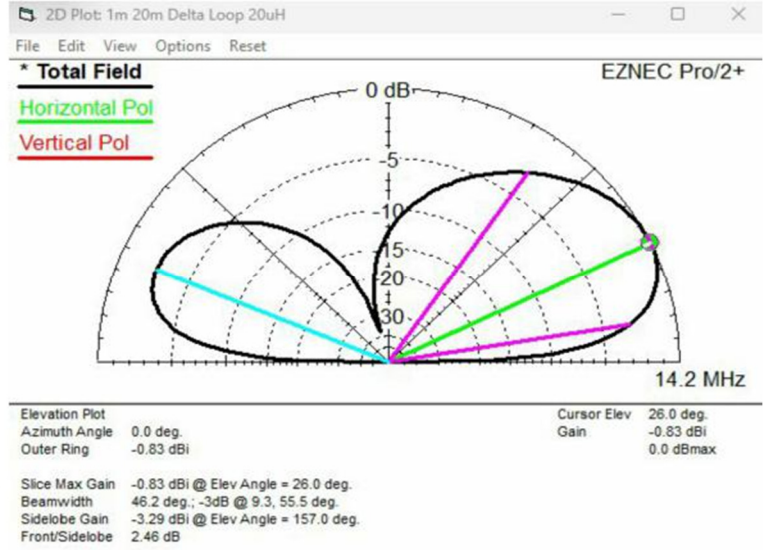 2D Plot: 1m 20m Delta Loop 20uH
File Edit View Options Reset
* Total Field
EZNEC Pro/2+
Horizontal Pol
Vertical Pol
0 dB
-5
-10
-15
-20
-30
14.2 MHz
Elevation Plot
Azimuth Angle 0.0 deg.
Outer Ring -0.83 dBi
Cursor Elev 26.0 deg.
Gain -0.83 dBi
0.0 dBmax
Slice Max Gain -0.83 dBi @ Elev Angle = 26.0 deg.
Beamwidth 46.2 deg.; -3dB @ 9.3, 55.5 deg.
Sidelobe Gain -3.29 dBi @ Elev Angle = 157.0 deg.
Front/Sidelobe 2.46 dB